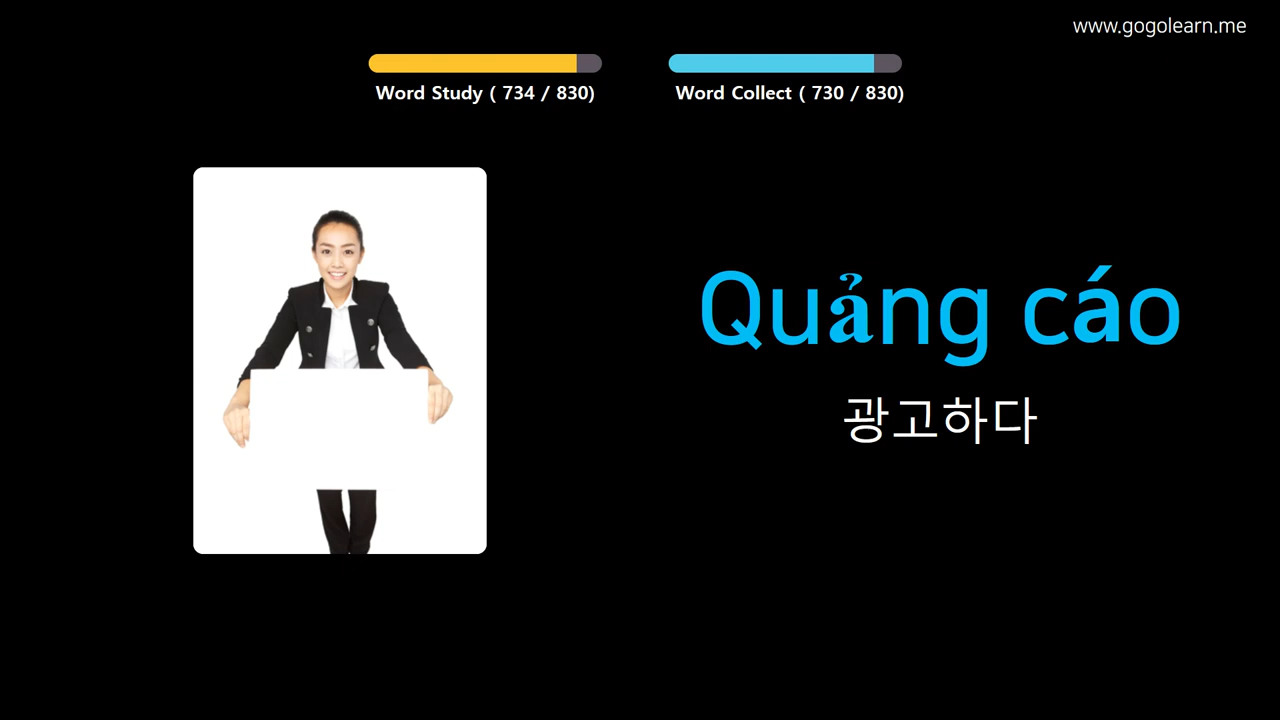 www.gogolearn.me
Word Study ( 734 / 830)
Word Collect ( 730 / 830)
Quảng cáo
광고하다